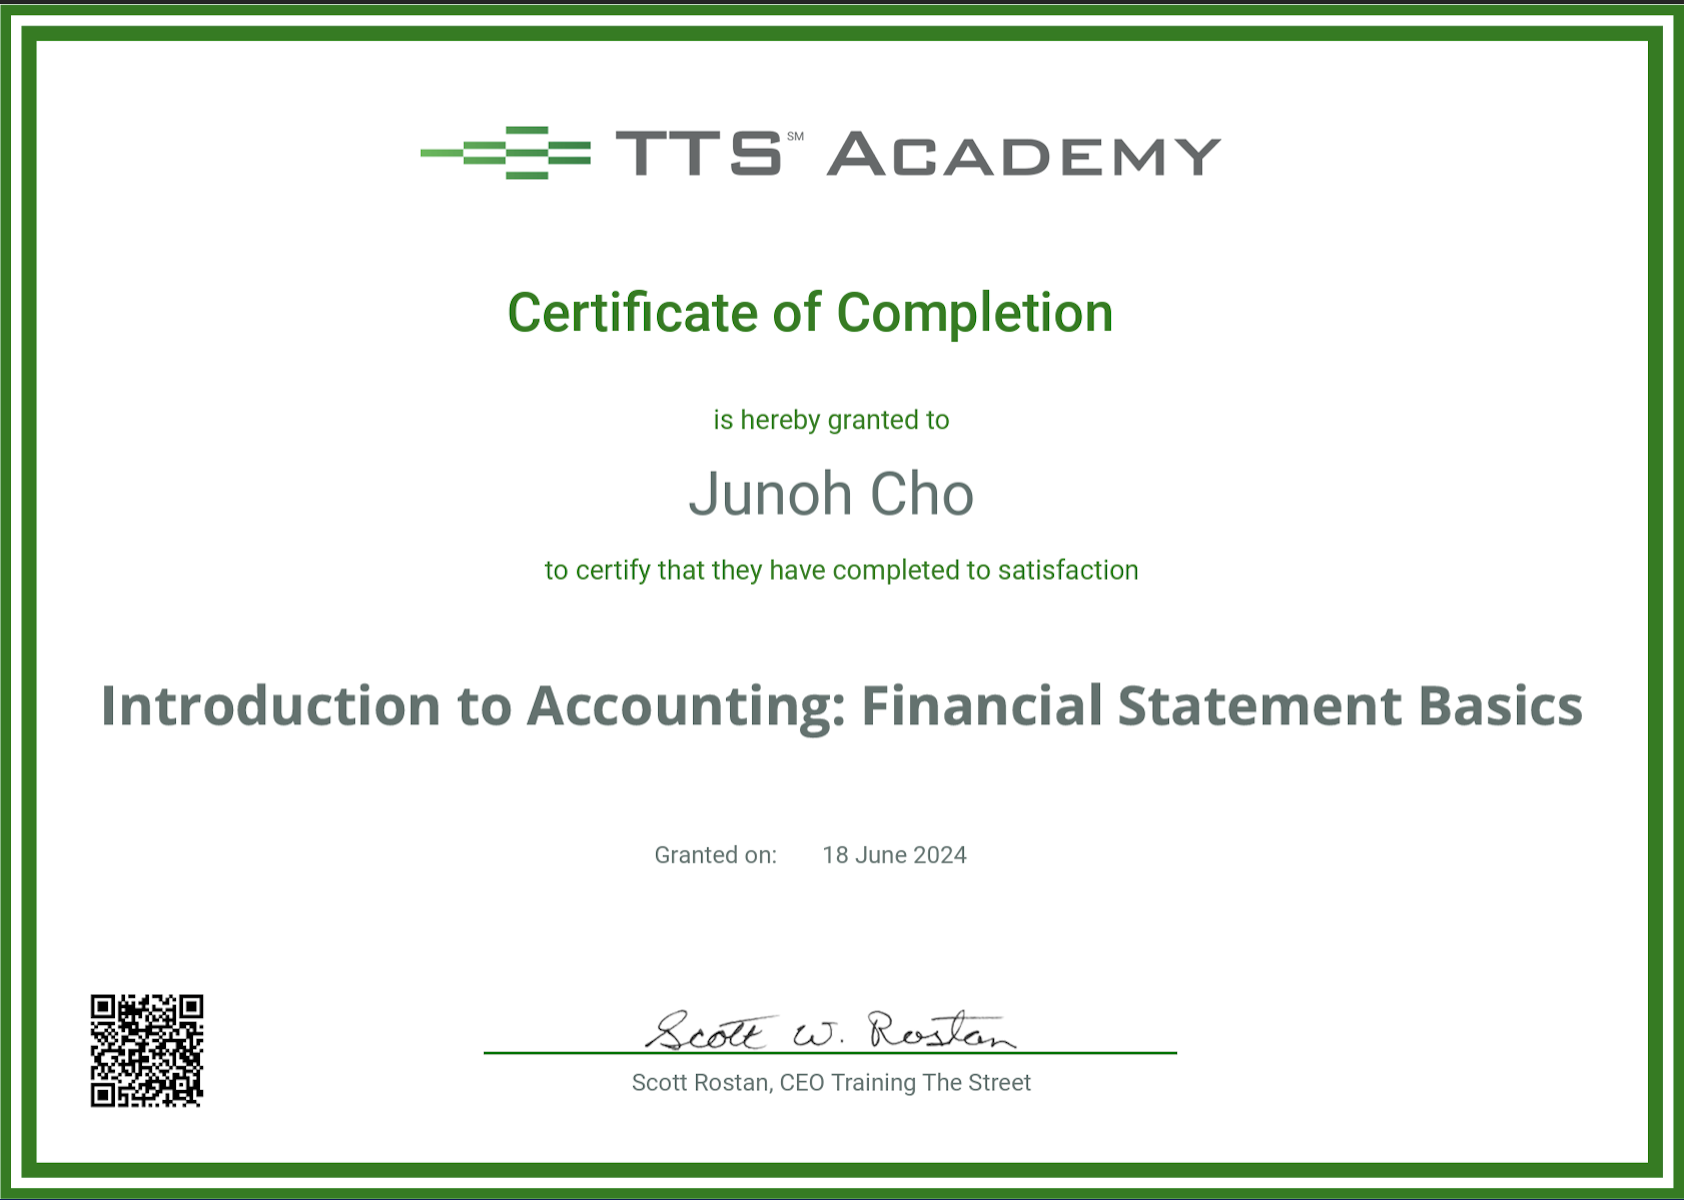 TTS℠ ACADEMY
Certificate of Completion
is hereby granted to
Junoh Cho
to certify that they have completed to satisfaction
Introduction to Accounting: Financial Statement Basics
Granted on: 18 June 2024
Scott W. Rostan
Scott Rostan, CEO Training The Street